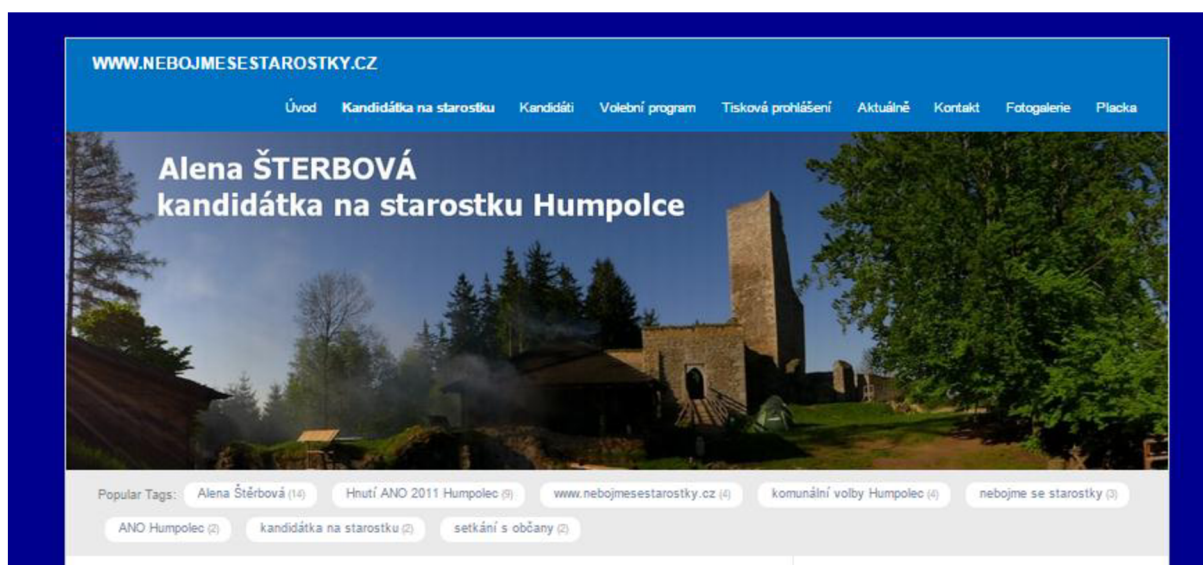 WWW.NEBOJMESESTAROSTKY.CZ
Úvod Kandidátka na starostku Kandidáti Volební program Tisková prohlášení Aktuálně Kontakt Fotogalerie Placka
Alena ŠTERBOVÁ
kandidátka na starostku Humpolce
Popular Tags: Alena Štěrbová (14) Hnutí ANO 2011 Humpolec (9) www.nebojmesestarostky.cz (4) komunální volby Humpolec (4) nebojme se starostky (3)
ANO Humpolec (2) kandidátka na starostku (2) setkání s občany (2)